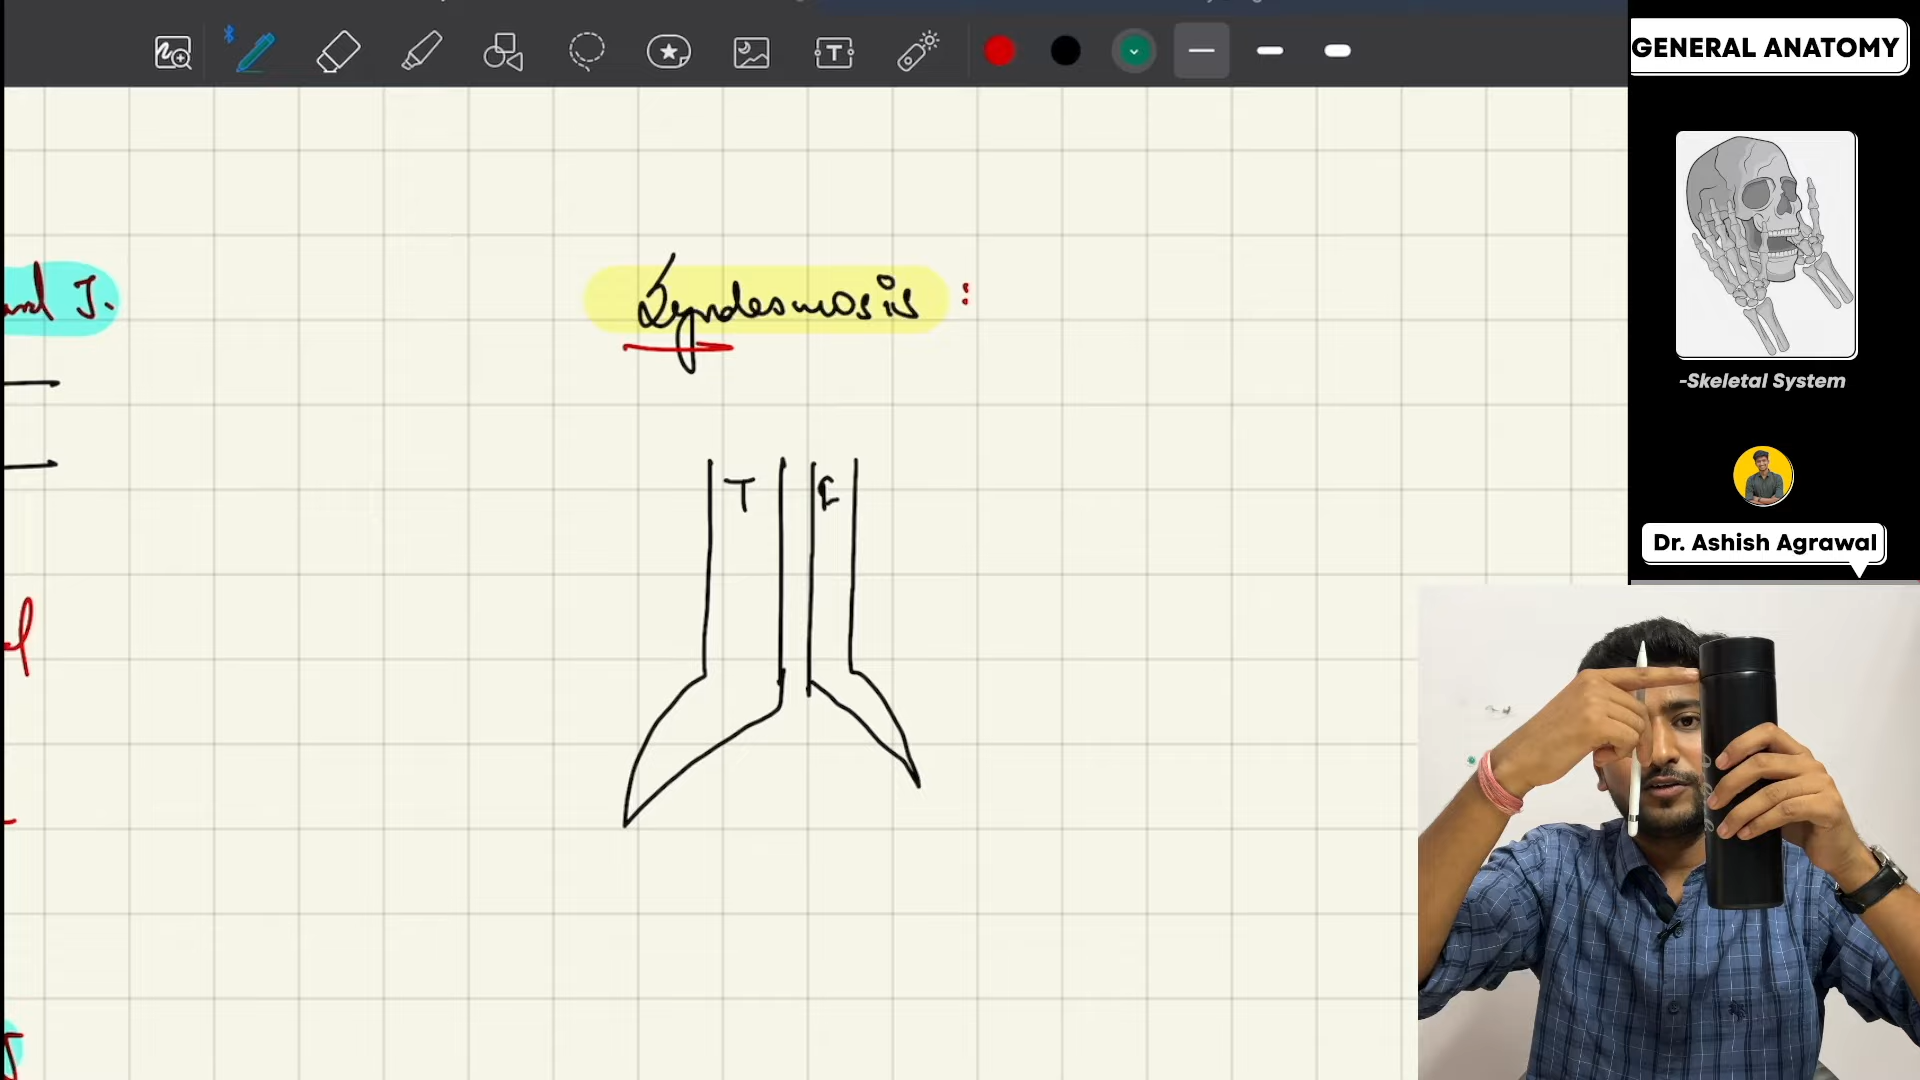 GENERAL ANATOMY
-Skeletal System
Dr. Ashish Agrawal
Syndesmosis :
T F
J.